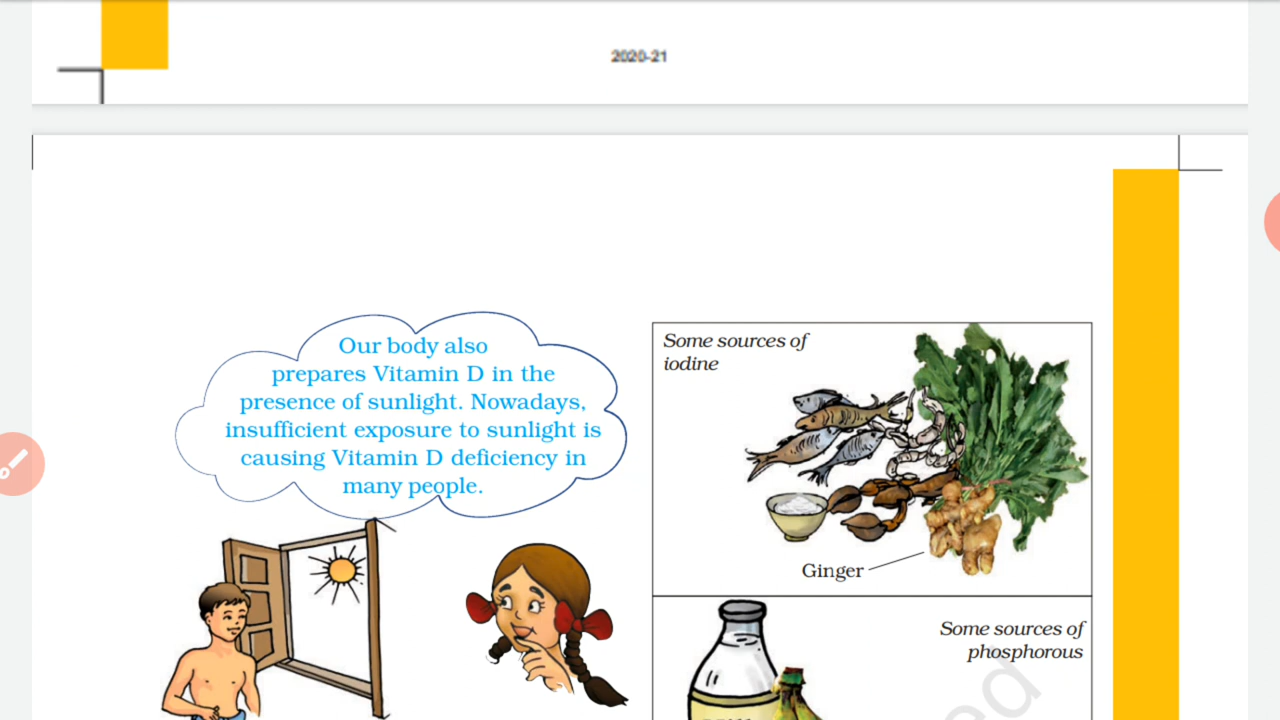 2020-21
Our body also
prepares Vitamin D in the
presence of sunlight. Nowadays,
insufficient exposure to sunlight is
causing Vitamin D deficiency in
many people.
Some sources of
iodine
Ginger
Some sources of
phosphorous